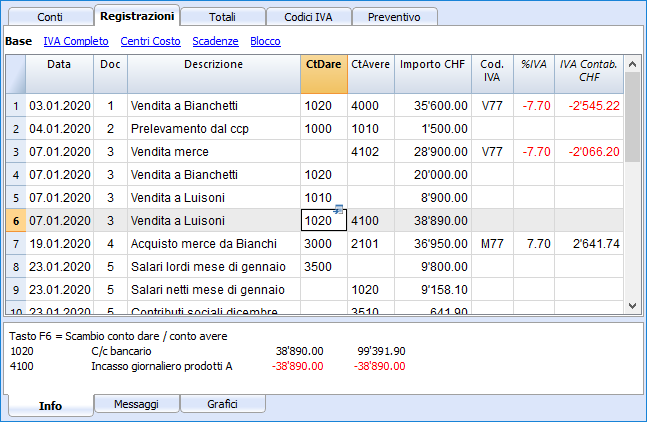 Conti Registrazioni Totali Codici IVA Preventivo
Base IVA Completo Centri Costo Scadenze Blocco
Data Doc Descrizione CtDare CtAvere Importo CHF Cod. IVA %IVA IVA Contab. CHF
1 03.01.2020 1 Vendita a Bianchetti 1020 4000 35'600.00 V77 -7.70 -2'545.22
2 04.01.2020 2 Prelevamento dal ccp 1000 1010 1'500.00
3 07.01.2020 3 Vendita merce 4102 28'900.00 V77 -7.70 -2'066.20
4 07.01.2020 3 Vendita a Bianchetti 1020 20'000.00
5 07.01.2020 3 Vendita a Luisoni 1010 8'900.00
6 07.01.2020 3 Vendita a Luisoni 1020 4100 38'890.00
7 19.01.2020 4 Acquisto merce da Bianchi 3000 2101 36'950.00 M77 7.70 2'641.74
8 23.01.2020 5 Salari lordi mese di gennaio 3500 9'800.00
9 23.01.2020 5 Salari netti mese di gennaio 1020 9'158.10
10 23.01.2020 5 Contributi sociali dicembre 3510 641.90
Tasto F6 = Scambio conto dare / conto avere
1020 C/c bancario 38'890.00 99'391.90
4100 Incasso giornaliero prodotti A -38'890.00 -38'890.00
Info Messaggi Grafici